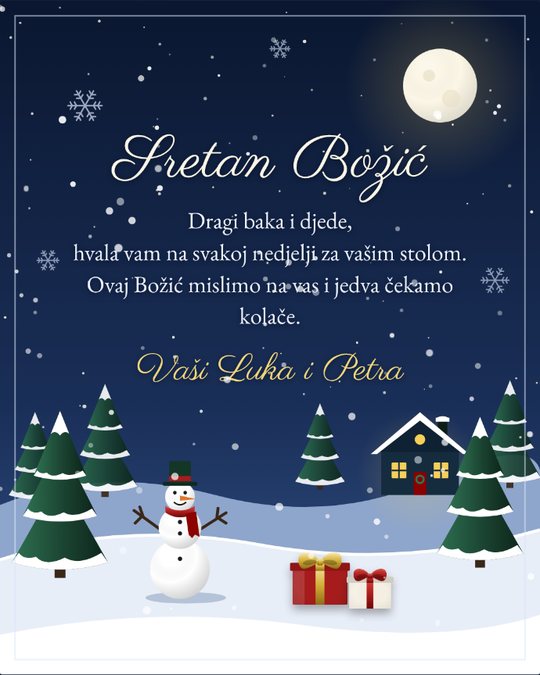 Sretan Božić
Dragi baka i djede,
hvala vam na svakoj nedjelji za vašim stolom.
Ovaj Božić mislimo na vas i jedva čekamo
kolače.
Vaši Luka i Petra